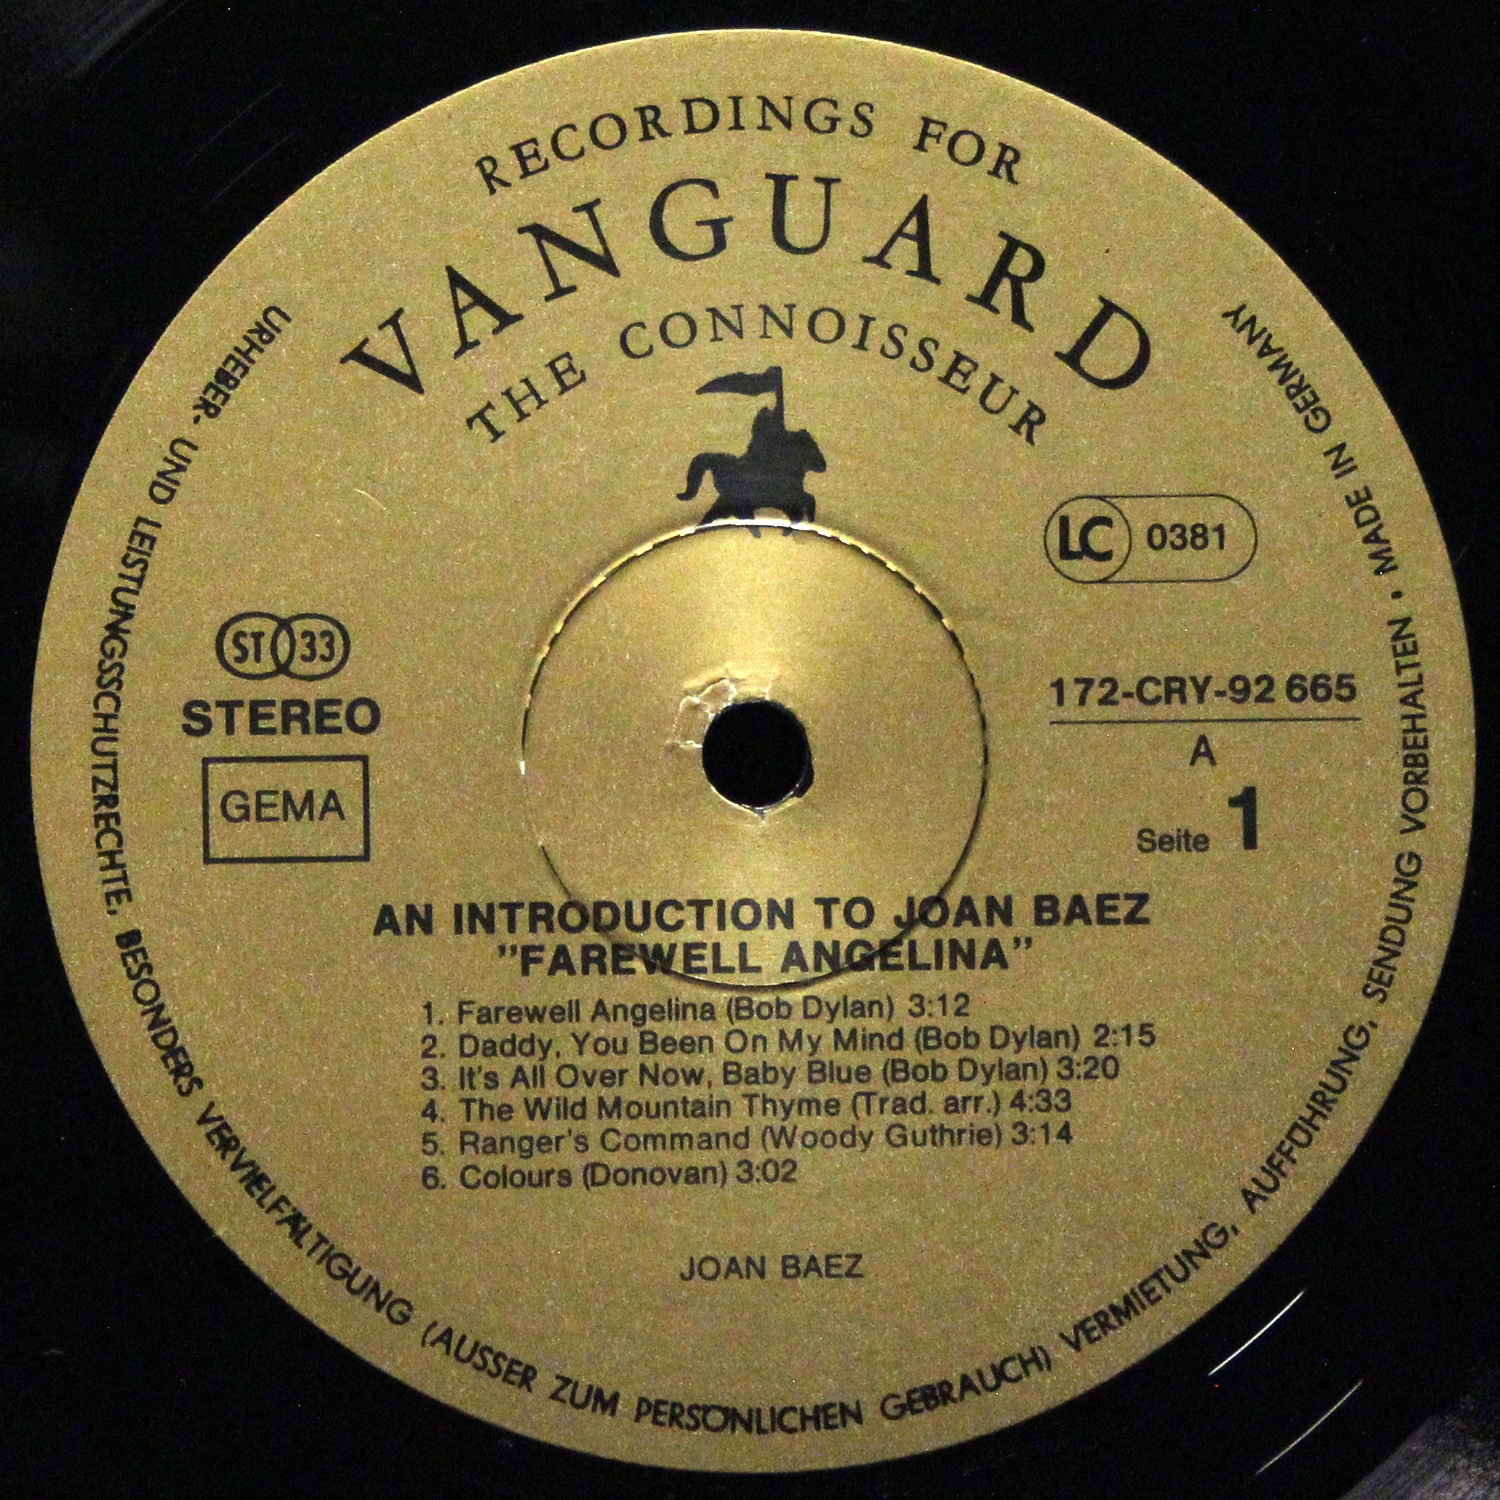 RECORDINGS FOR
VANGUARD
THE CONNOISSEUR
URHEBER- UND LEISTUNGSSCHUTZRECHTE, BESONDERS VERVIELFÄLTIGUNG (AUSSER ZUM PERSÖNLICHEN GEBRAUCH) VERMIETUNG, AUFFÜHRUNG, SENDUNG VORBEHALTEN • MADE IN GERMANY
LC 0381
ST 33
STEREO
GEMA
172-CRY-92 665
A
Seite 1
AN INTRODUCTION TO JOAN BAEZ
"FAREWELL ANGELINA"
1. Farewell Angelina (Bob Dylan) 3:12
2. Daddy, You Been On My Mind (Bob Dylan) 2:15
3. It's All Over Now, Baby Blue (Bob Dylan) 3:20
4. The Wild Mountain Thyme (Trad. arr.) 4:33
5. Ranger's Command (Woody Guthrie) 3:14
6. Colours (Donovan) 3:02
JOAN BAEZ